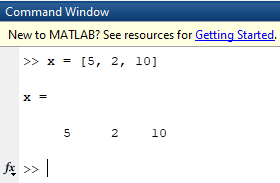 Command Window
New to MATLAB? See resources for Getting Started.
>> x = [5, 2, 10]
x =
5 2 10
fx >>